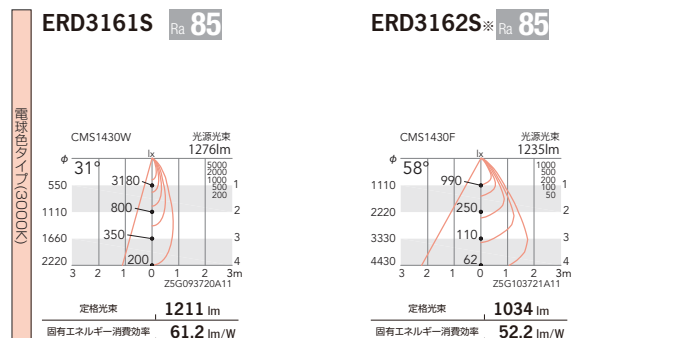 電球色タイプ(3000K)
ERD3161S Ra 85
CMS1430W 光源光束
1276lm
φ 31° lx
5000
2000
1000
500
200
550 3180 1
1110 800 2
1660 350 3
2220 200 4
3 2 1 0 1 2 3m
Z5G093720A11
定格光束 1211 lm
固有エネルギー消費効率 61.2 lm/W
ERD3162S※ Ra 85
CMS1430F 光源光束
1235lm
φ 58° lx
1000
500
200
100
50
1110 990 1
2220 250 2
3330 110 3
4430 62 4
3 2 1 0 1 2 3m
Z5G103721A11
定格光束 1034 lm
固有エネルギー消費効率 52.2 lm/W